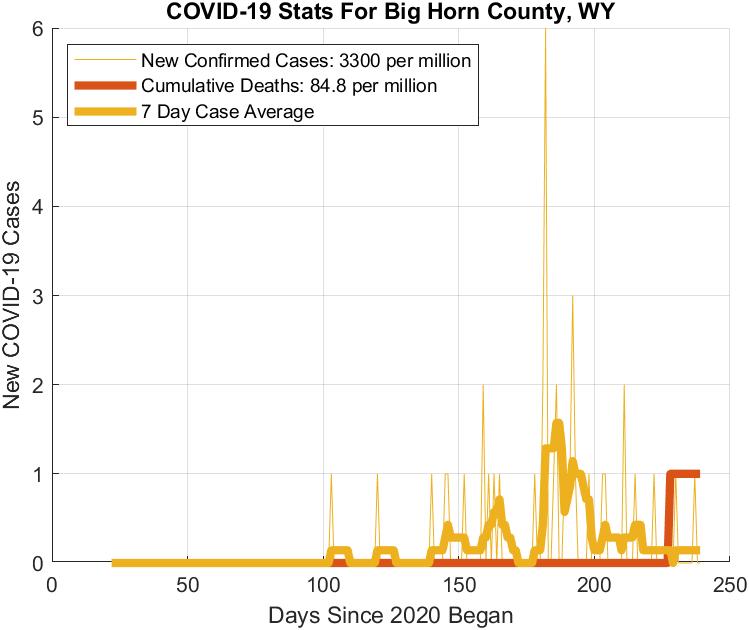 COVID-19 Stats For Big Horn County, WY
New Confirmed Cases: 3300 per million
Cumulative Deaths: 84.8 per million
7 Day Case Average
New COVID-19 Cases
6
5
4
3
2
1
0
0 50 100 150 200 250
Days Since 2020 Began